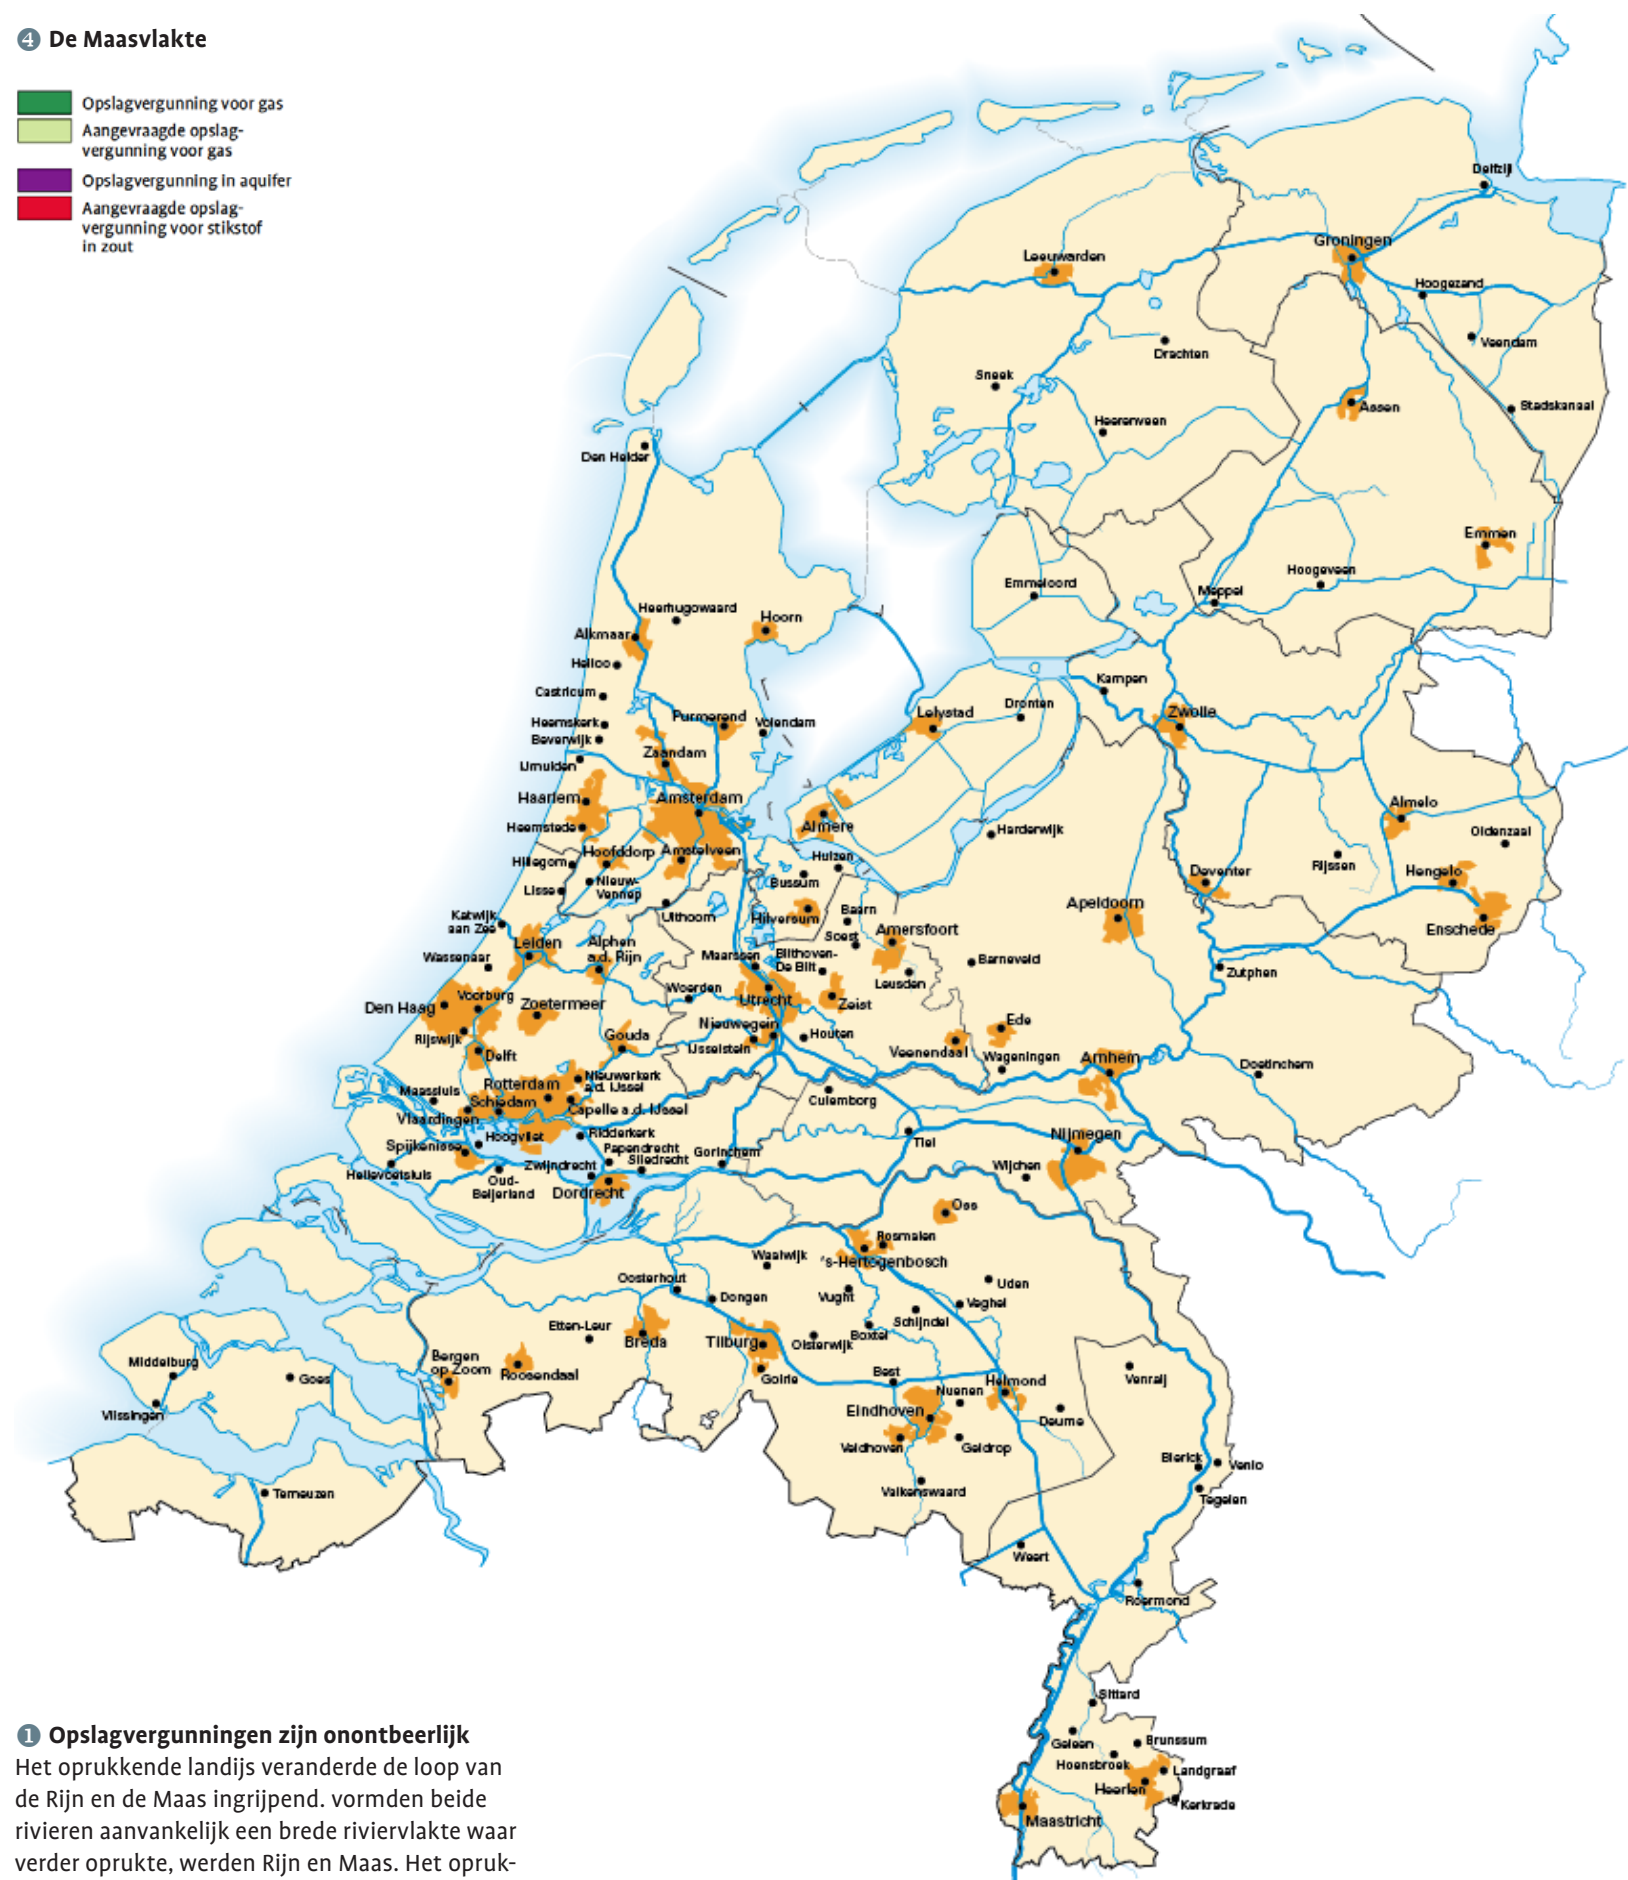 4 De Maasvlakte
Opslagvergunning voor gas
Aangevraagde opslag-
vergunning voor gas
Opslagvergunning in aquifer
Aangevraagde opslag-
vergunning voor stikstof
in zout
Delfzijl
Groningen
Leeuwarden
Hoogezand
Veendam
Drachten
Sneek
Assen
Stadskanaal
Heerenveen
Den Helder
Emmen
Hoogeveen
Emmeloord
Meppel
Heerhugowaard
Hoorn
Alkmaar
Heiloo
Kampen
Castricum
Dronten
Lelystad
Zwolle
Purmerend
Heemskerk
Volendam
Beverwijk
Zaandam
IJmuiden
Haarlem
Amsterdam
Almelo
Heemstede
Almere
Harderwijk
Oldenzaal
Hoofddorp
Amstelveen
Huizen
Hillegom
Rijssen
Deventer
Hengelo
Bussum
Lisse
Nieuw-
Vennep
Apeldoorn
Uithoorn
Hilversum
Baarn
Katwijk
aan Zee
Soest
Amersfoort
Enschede
Leiden
Alphen
a.d. Rijn
Wassenaar
Maarssen
Bilthoven-
De Bilt
Barneveld
Zutphen
Leusden
Woerden
Utrecht
Zeist
Voorburg
Den Haag
Zoetermeer
Nieuwegein
Ede
Rijswijk
Gouda
Houten
IJsselstein
Veenendaal
Wageningen
Arnhem
Delft
Doetinchem
Nieuwerkerk
a.d. IJssel
Rotterdam
Maassluis
Schiedam
Culemborg
Capelle a.d. IJssel
Vlaardingen
Hoogvliet
Ridderkerk
Nijmegen
Tiel
Spijkenisse
Papendrecht
Sliedrecht
Gorinchem
Zwijndrecht
Wijchen
Hellevoetsluis
Oud-
Beijerland
Dordrecht
Oss
Rosmalen
Waalwijk
's-Hertogenbosch
Oosterhout
Uden
Dongen
Vught
Veghel
Schijndel
Etten-Leur
Breda
Tilburg
Oisterwijk
Boxtel
Bergen
op Zoom
Middelburg
Goes
Roosendaal
Goirle
Best
Helmond
Venraij
Nuenen
Vlissingen
Eindhoven
Deurne
Veldhoven
Geldrop
Blerick
Venlo
Terneuzen
Valkenswaard
Tegelen
Weert
Roermond
Sittard
Geleen
Brunssum
Hoensbroek
Landgraaf
Heerlen
Kerkrade
Maastricht
1 Opslagvergunningen zijn onontbeerlijk
Het oprukkende landijs veranderde de loop van
de Rijn en de Maas ingrijpend. vormden beide
rivieren aanvankelijk een brede riviervlakte waar
verder oprukte, werden Rijn en Maas. Het opruk-